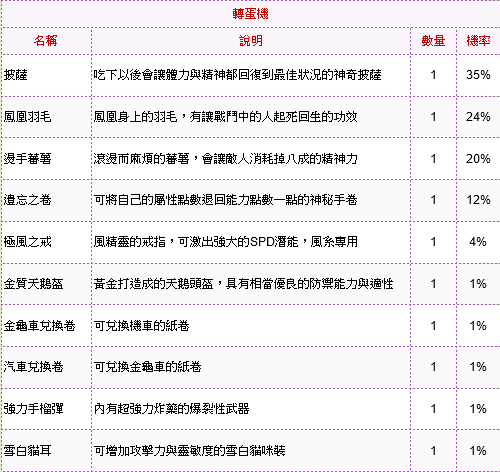 轉蛋機
名稱 說明 數量 機率
披薩 吃下以後會讓體力與精神都回復到最佳狀況的神奇披薩 1 35%
鳳凰羽毛 鳳凰身上的羽毛，有讓戰鬥中的人起死回生的功效 1 24%
燙手蕃薯 滾燙而麻煩的蕃薯，會讓敵人消耗掉八成的精神力 1 20%
遺忘之卷 可將自己的屬性點數退回能力點數一點的神秘手卷 1 12%
極風之戒 風精靈的戒指，可激出強大的SPD潛能，風系專用 1 4%
金質天鵝盔 黃金打造成的天鵝頭盔，具有相當優良的防禦能力與適性 1 1%
金龜車兌換卷 可兌換機車的紙卷 1 1%
汽車兌換卷 可兌換金龜車的紙卷 1 1%
強力手榴彈 內有超強力炸藥的爆裂性武器 1 1%
雪白貓耳 可增加攻擊力與靈敏度的雪白貓咪裝 1 1%